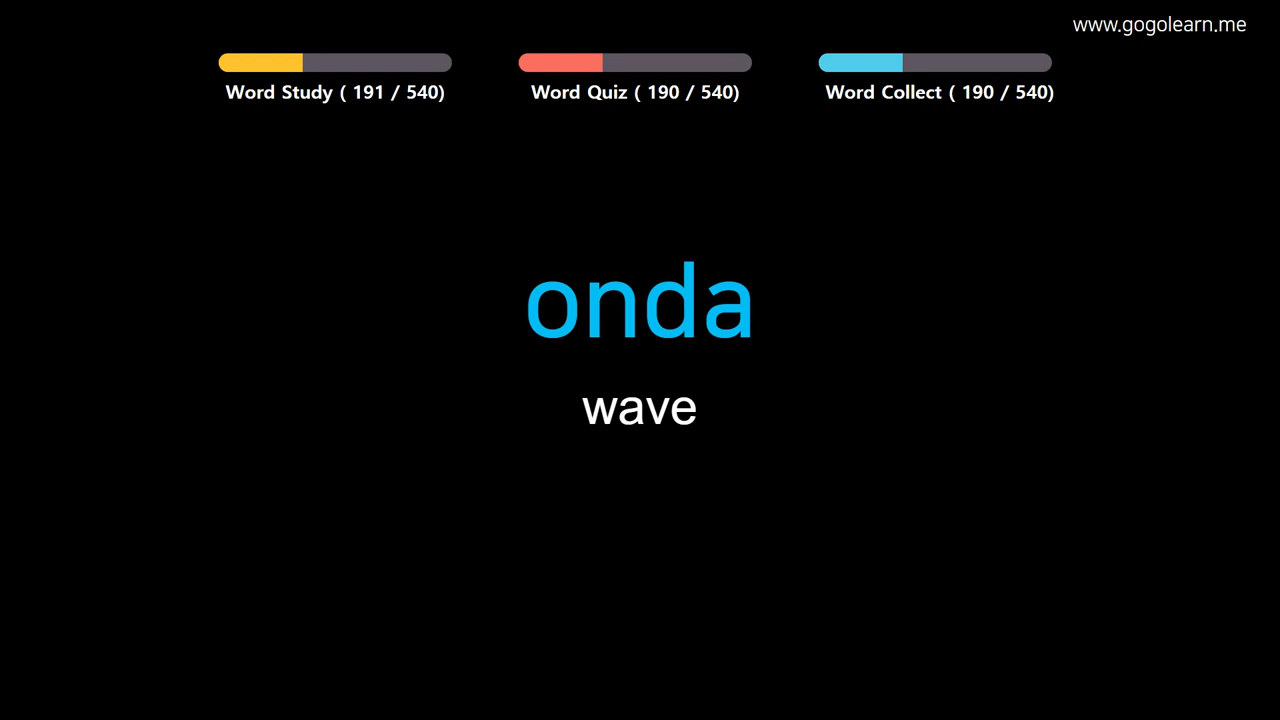 www.gogolearn.me
Word Study ( 191 / 540)
Word Quiz ( 190 / 540)
Word Collect ( 190 / 540)
onda
wave